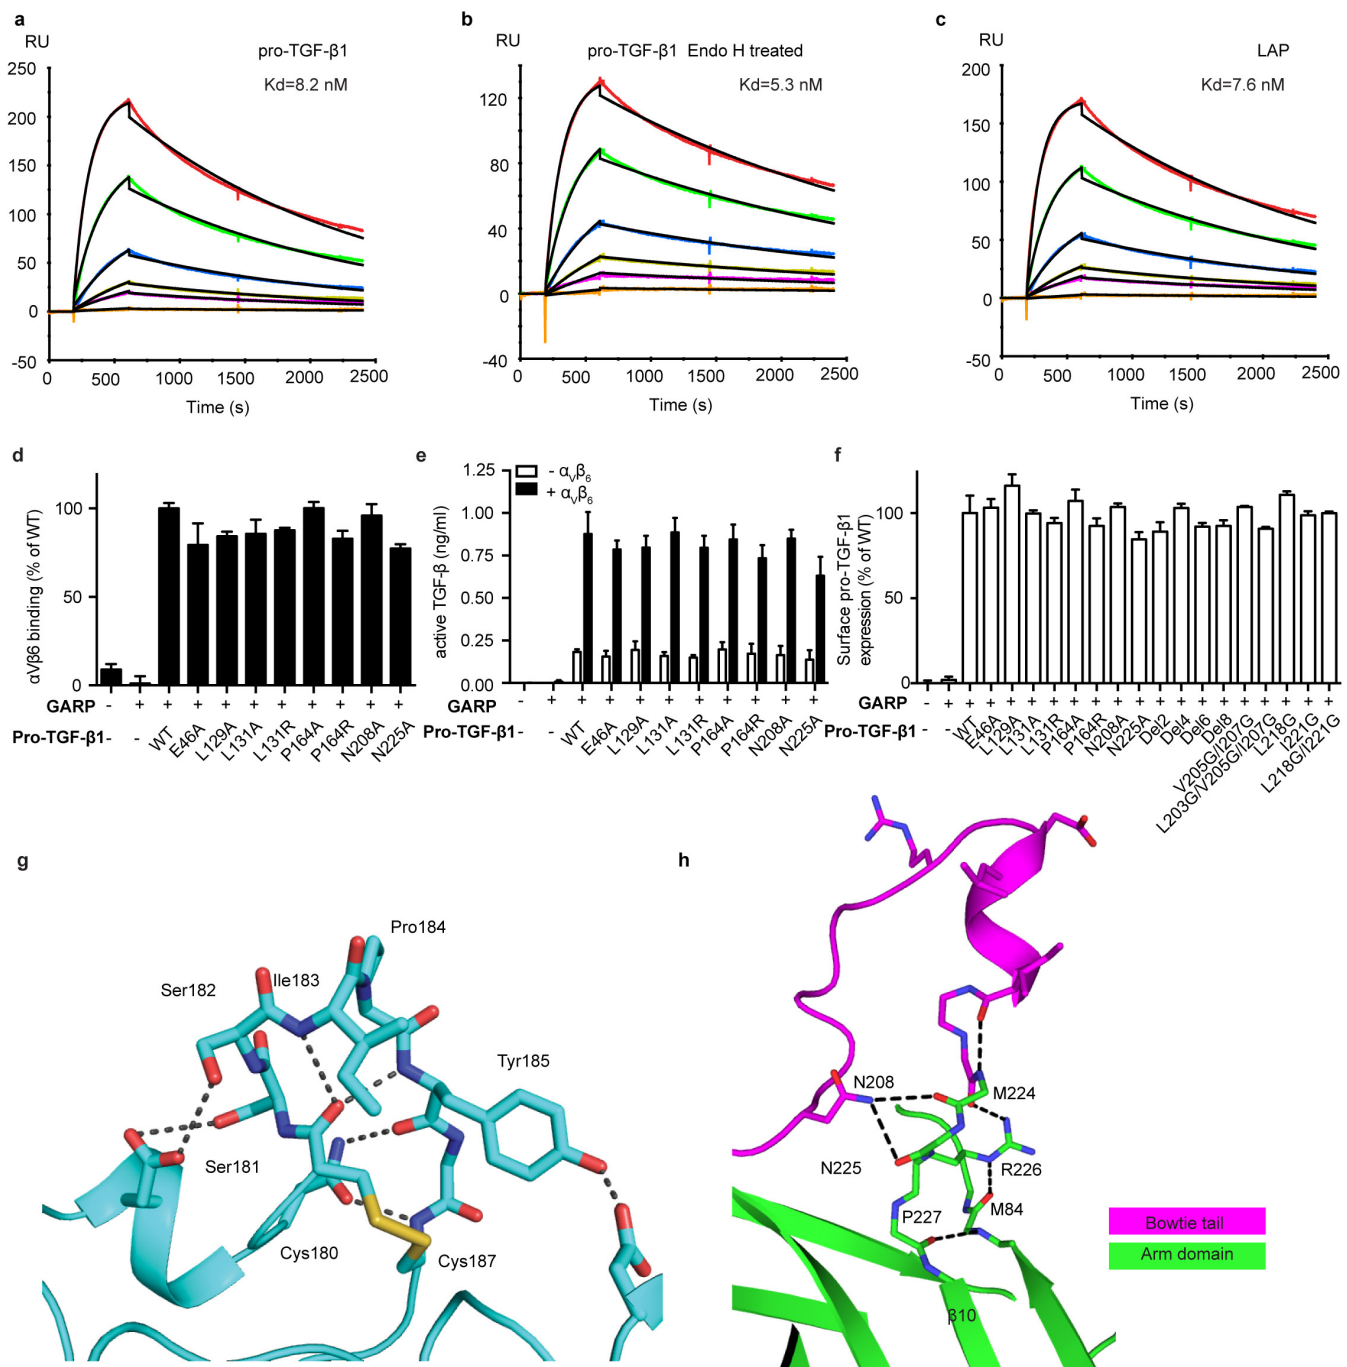 a
RU
pro-TGF-β1
Kd=8.2 nM
250
200
150
100
50
0
-50
0 500 1000 1500 2000 2500
Time (s)
b
RU
pro-TGF-β1 Endo H treated
Kd=5.3 nM
120
80
40
0
-40
0 500 1000 1500 2000 2500
Time (s)
c
RU
LAP
Kd=7.6 nM
200
150
100
50
0
-50
0 500 1000 1500 2000 2500
Time (s)
d
αVβ6 binding (% of WT)
100
50
0
GARP - + + + + + + + + + +
Pro-TGF-β1 - - WT E46A L129A L131A L131R P164A P164R N208A N225A
e
active TGF-β (ng/ml)
1.25
1.00
0.75
0.50
0.25
0.00
- αVβ6
+ αVβ6
GARP - + + + + + + + + + +
Pro-TGF-β1 - - WT E46A L129A L131A L131R P164A P164R N208A N225A
f
Surface pro-TGF-β1
expression (% of WT)
100
50
0
GARP - + + + + + + + + + + + + + + + + + + +
Pro-TGF-β1 - - WT E46A L129A L131A L131R P164A P164R N208A N225A Del2 Del4 Del6 Del8 V205G/I207G L203G/V205G/I207G L218G I221G L218G/I221G
g
Pro184
Ile183
Ser182
Tyr185
Ser181
Cys180
Cys187
h
N208
M224
N225
R226
M84
P227
β10
Bowtie tail
Arm domain